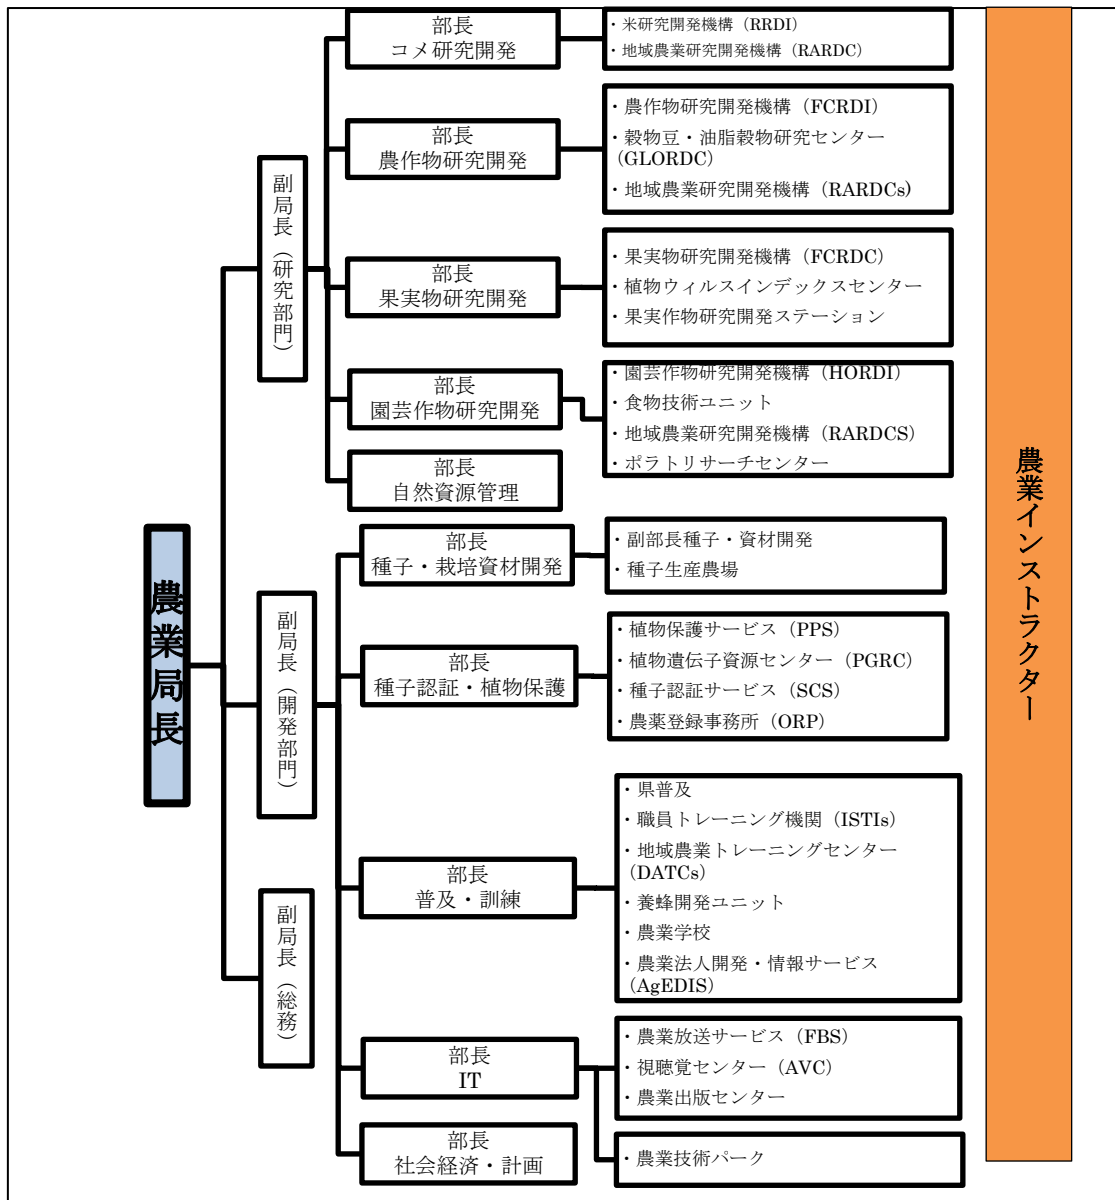 農業局長
副局長（研究部門）
部長
コメ研究開発
・米研究開発機構（RRDI）
・地域農業研究開発機構（RARDC）
部長
農作物研究開発
・農作物研究開発機構（FCRDI）
・穀物豆・油脂穀物研究センター
(GLORDC)
・地域農業研究開発機構（RARDCs)
部長
果実物研究開発
・果実物研究開発機構（FCRDC)
・植物ウィルスインデックスセンター
・果実作物研究開発ステーション
部長
園芸作物研究開発
・園芸作物研究開発機構（HORDI)
・食物技術ユニット
・地域農業研究開発機構（RARDCS)
・ポラトリサーチセンター
部長
自然資源管理
副局長（開発部門）
部長
種子・栽培資材開発
・副部長種子・資材開発
・種子生産農場
部長
種子認証・植物保護
・植物保護サービス（PPS)
・植物遺伝子資源センター（PGRC)
・種子認証サービス（SCS)
・農薬登録事務所（ORP)
部長
普及・訓練
・県普及
・職員トレーニング機関（ISTIs)
・地域農業トレーニングセンター
(DATCs)
・養蜂開発ユニット
・農業学校
・農業法人開発・情報サービス
(AgEDIS)
部長
IT
・農業放送サービス（FBS)
・視聴覚センター（AVC)
・農業出版センター
・農業技術パーク
部長
社会経済・計画
副局長（総務）
農業インストラクター